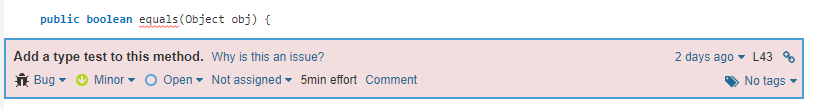 public boolean equals(Object obj) {
Add a type test to this method. Why is this an issue? 2 days ago L43
Bug Minor Open Not assigned 5min effort Comment No tags